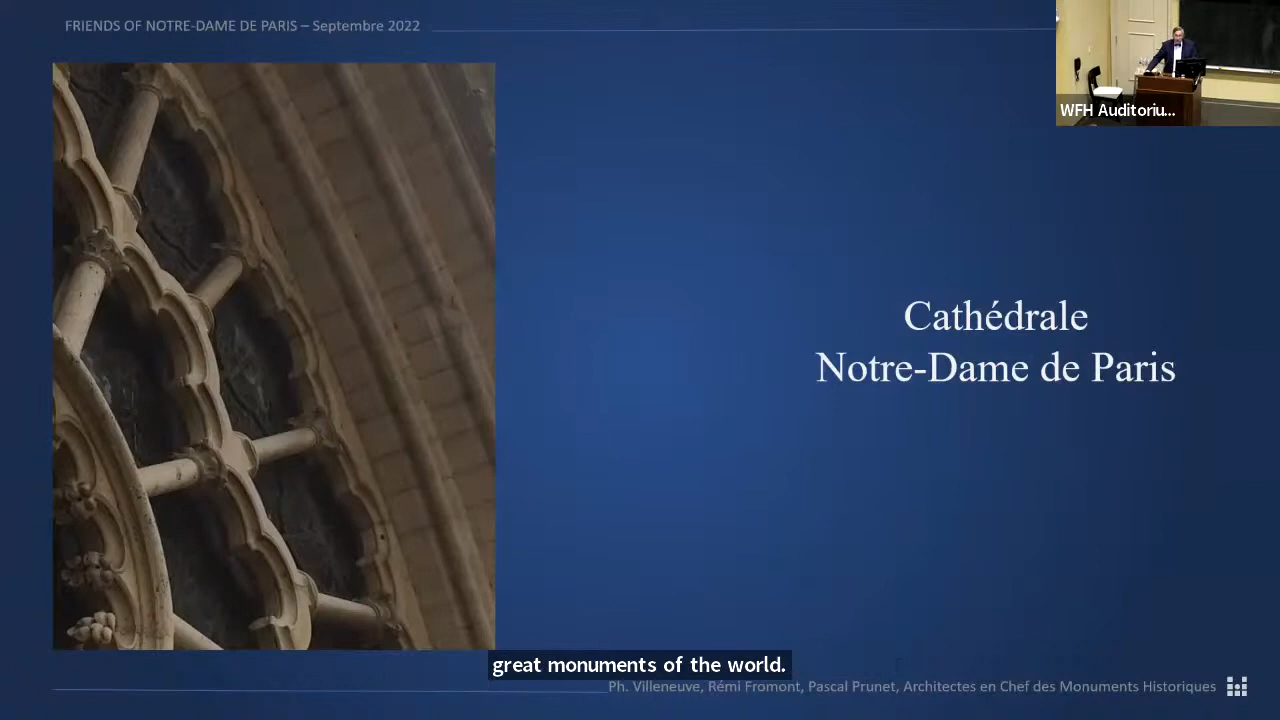 FRIENDS OF NOTRE-DAME DE PARIS – Septembre 2022
WFH Auditoriu...
Cathédrale
Notre-Dame de Paris
great monuments of the world.
Ph. Villeneuve, Rémi Fromont, Pascal Prunet, Architectes en Chef des Monuments Historiques